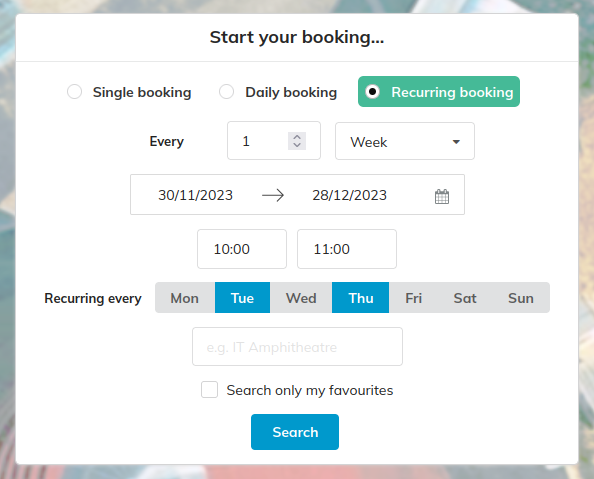 Start your booking...
Single booking Daily booking Recurring booking
Every 1 Week
30/11/2023 28/12/2023
10:00 11:00
Recurring every Mon Tue Wed Thu Fri Sat Sun
e.g. IT Amphitheatre
Search only my favourites
Search